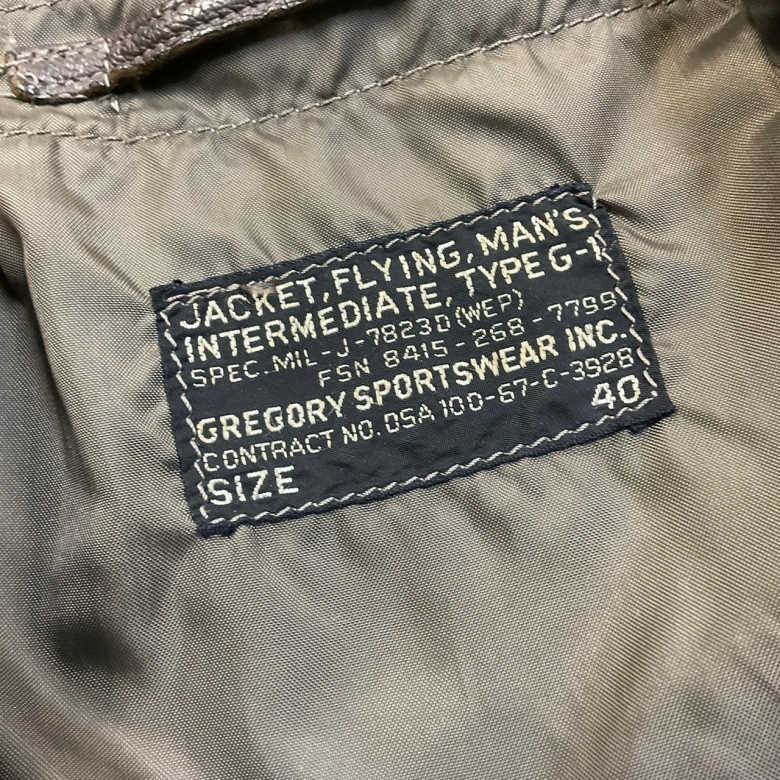 JACKET, FLYING, MAN'S
INTERMEDIATE, TYPE G-1
SPEC. MIL-J-7823D(WEP)
FSN 8415-268-7799
GREGORY SPORTSWEAR INC.
CONTRACT NO. DSA 100-67-C-3928
SIZE 40